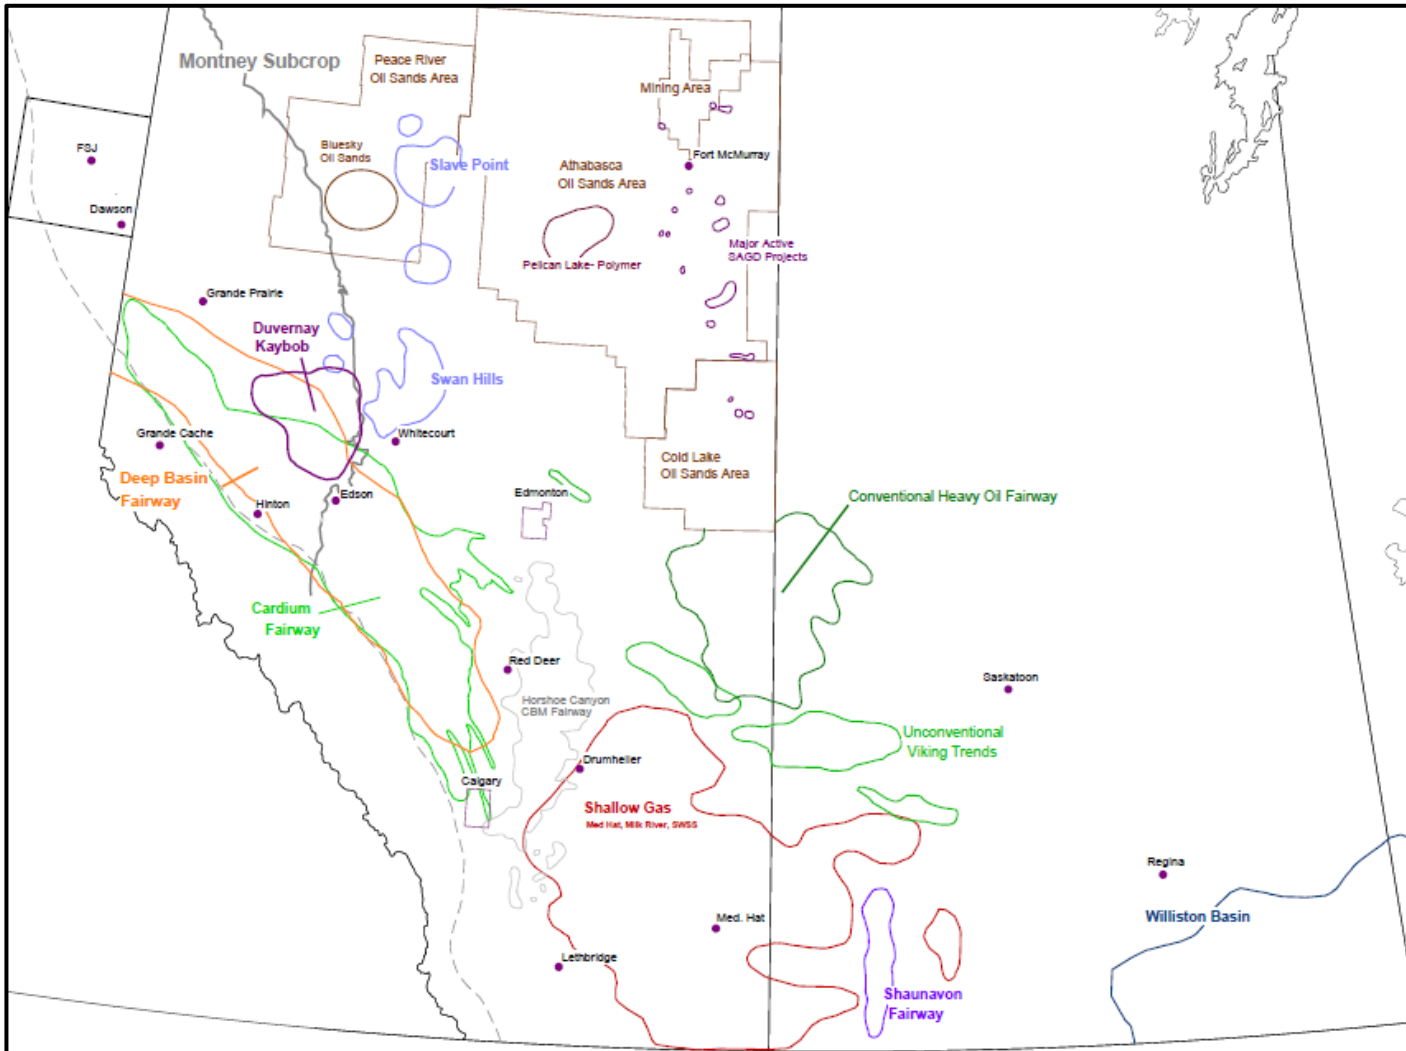 Montney Subcrop
Peace River
Oil Sands Area
Mining Area
FSJ
Bluesky
Oil Sands
Slave Point
Athabasca
Oil Sands Area
Fort McMurray
Dawson
Pelican Lake- Polymer
Major Active
SAGD Projects
Grande Prairie
Duvernay
Kaybob
Swan Hills
Grande Cache
Whitecourt
Cold Lake
Oil Sands Area
Deep Basin
Fairway
Hinton
Edson
Edmonton
Conventional Heavy Oil Fairway
Cardium
Fairway
Red Deer
Saskatoon
Horshoe Canyon
CBM Fairway
Unconventional
Viking Trends
Drumheller
Calgary
Shallow Gas
Med Hat, Milk River, SWSS
Regina
Med. Hat
Williston Basin
Lethbridge
Shaunavon
Fairway